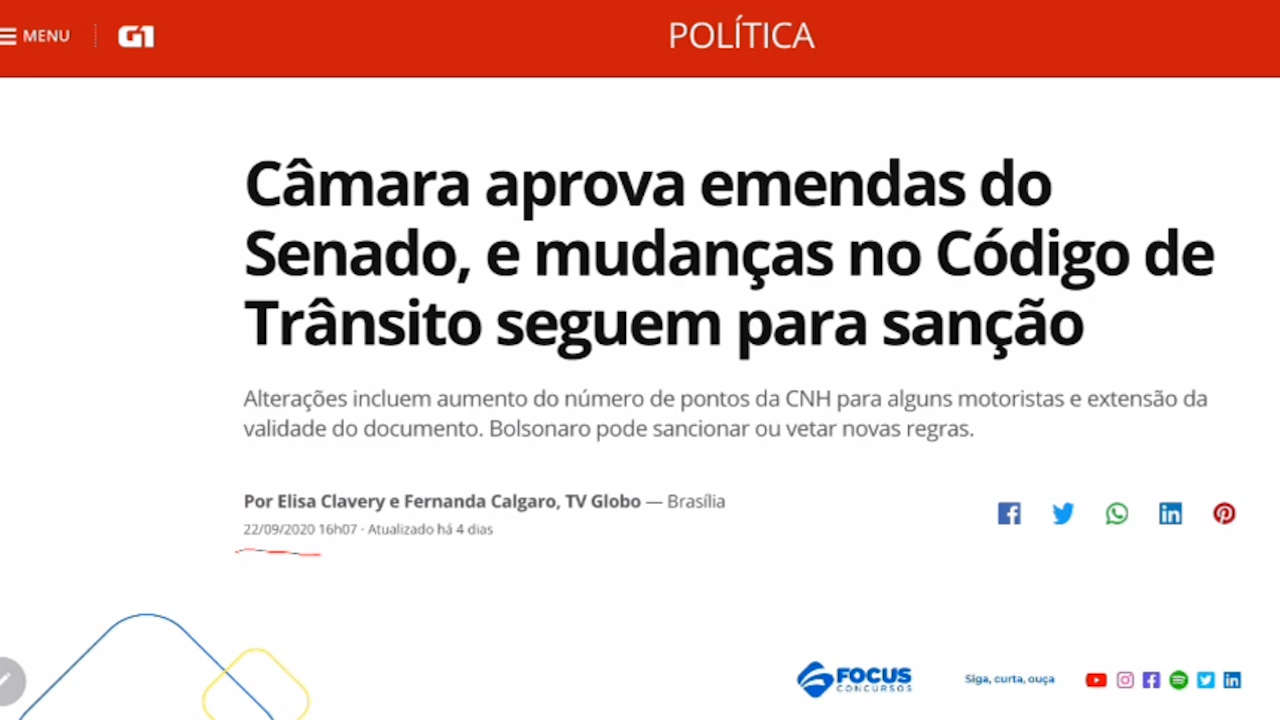 MENU
G1
POLÍTICA
Câmara aprova emendas do
Senado, e mudanças no Código de
Trânsito seguem para sanção
Alterações incluem aumento do número de pontos da CNH para alguns motoristas e extensão da
validade do documento. Bolsonaro pode sancionar ou vetar novas regras.
Por Elisa Clavery e Fernanda Calgaro, TV Globo — Brasília
22/09/2020 16h07 · Atualizado há 4 dias
FOCUS
CONCURSOS
Siga, curta, ouça